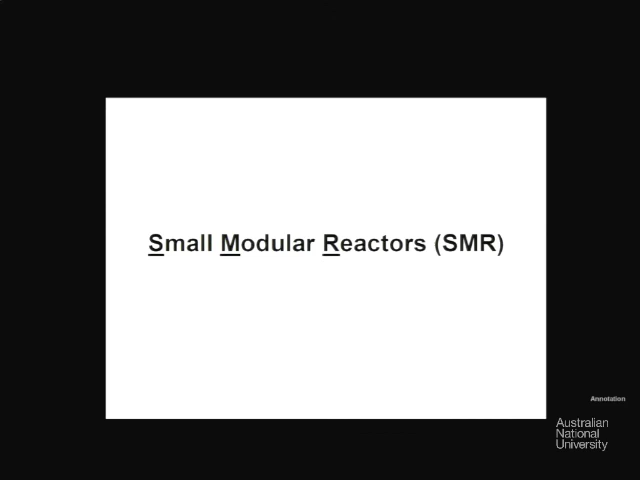 Small Modular Reactors (SMR)
Annotation
Australian
National
University